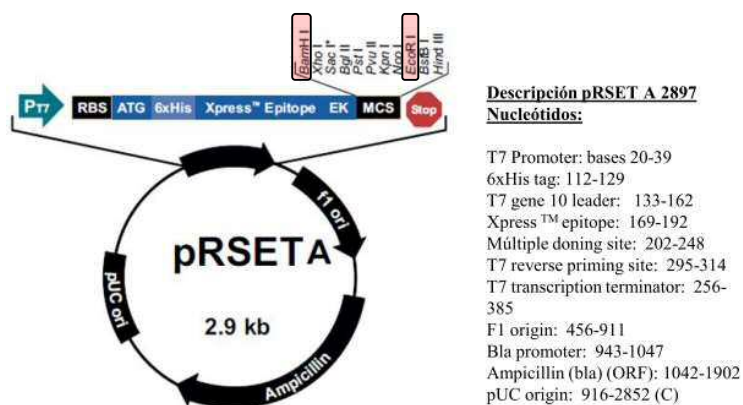 BamH I
Xho I
Sac I*
Bgl II
Pst I
Pvu II
Kpn I
Nco I
EcoR I
BstB I
Hind III
PT7
RBS
ATG
6xHis
Xpress™ Epitope
EK
MCS
Stop
f1 ori
pRSET A
2.9 kb
pUC ori
Ampicillin
Descripción pRSET A 2897
Nucleótidos:
T7 Promoter: bases 20-39
6xHis tag: 112-129
T7 gene 10 leader: 133-162
Xpress TM epitope: 169-192
Múltiple doning site: 202-248
T7 reverse priming site: 295-314
T7 transcription terminator: 256-
385
F1 origin: 456-911
Bla promoter: 943-1047
Ampicillin (bla) (ORF): 1042-1902
pUC origin: 916-2852 (C)